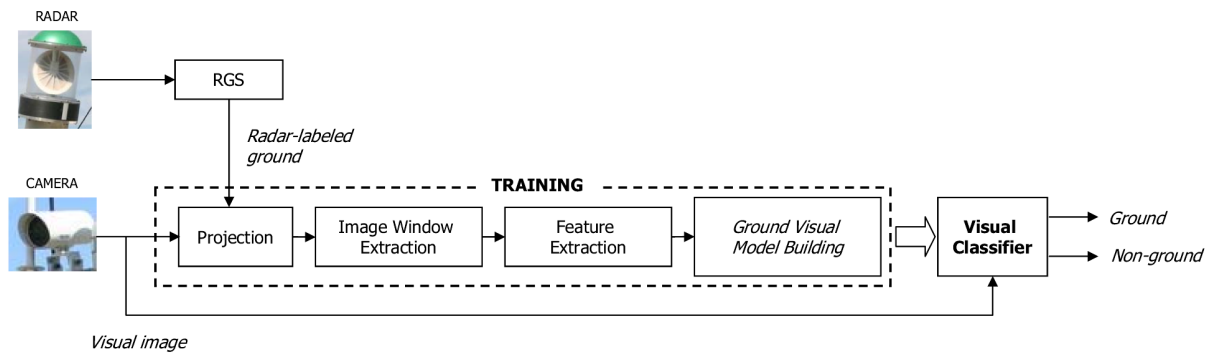 RADAR
RGS
Radar-labeled
ground
CAMERA
TRAINING
Projection
Image Window
Extraction
Feature
Extraction
Ground Visual
Model Building
Visual
Classifier
Ground
Non-ground
Visual image